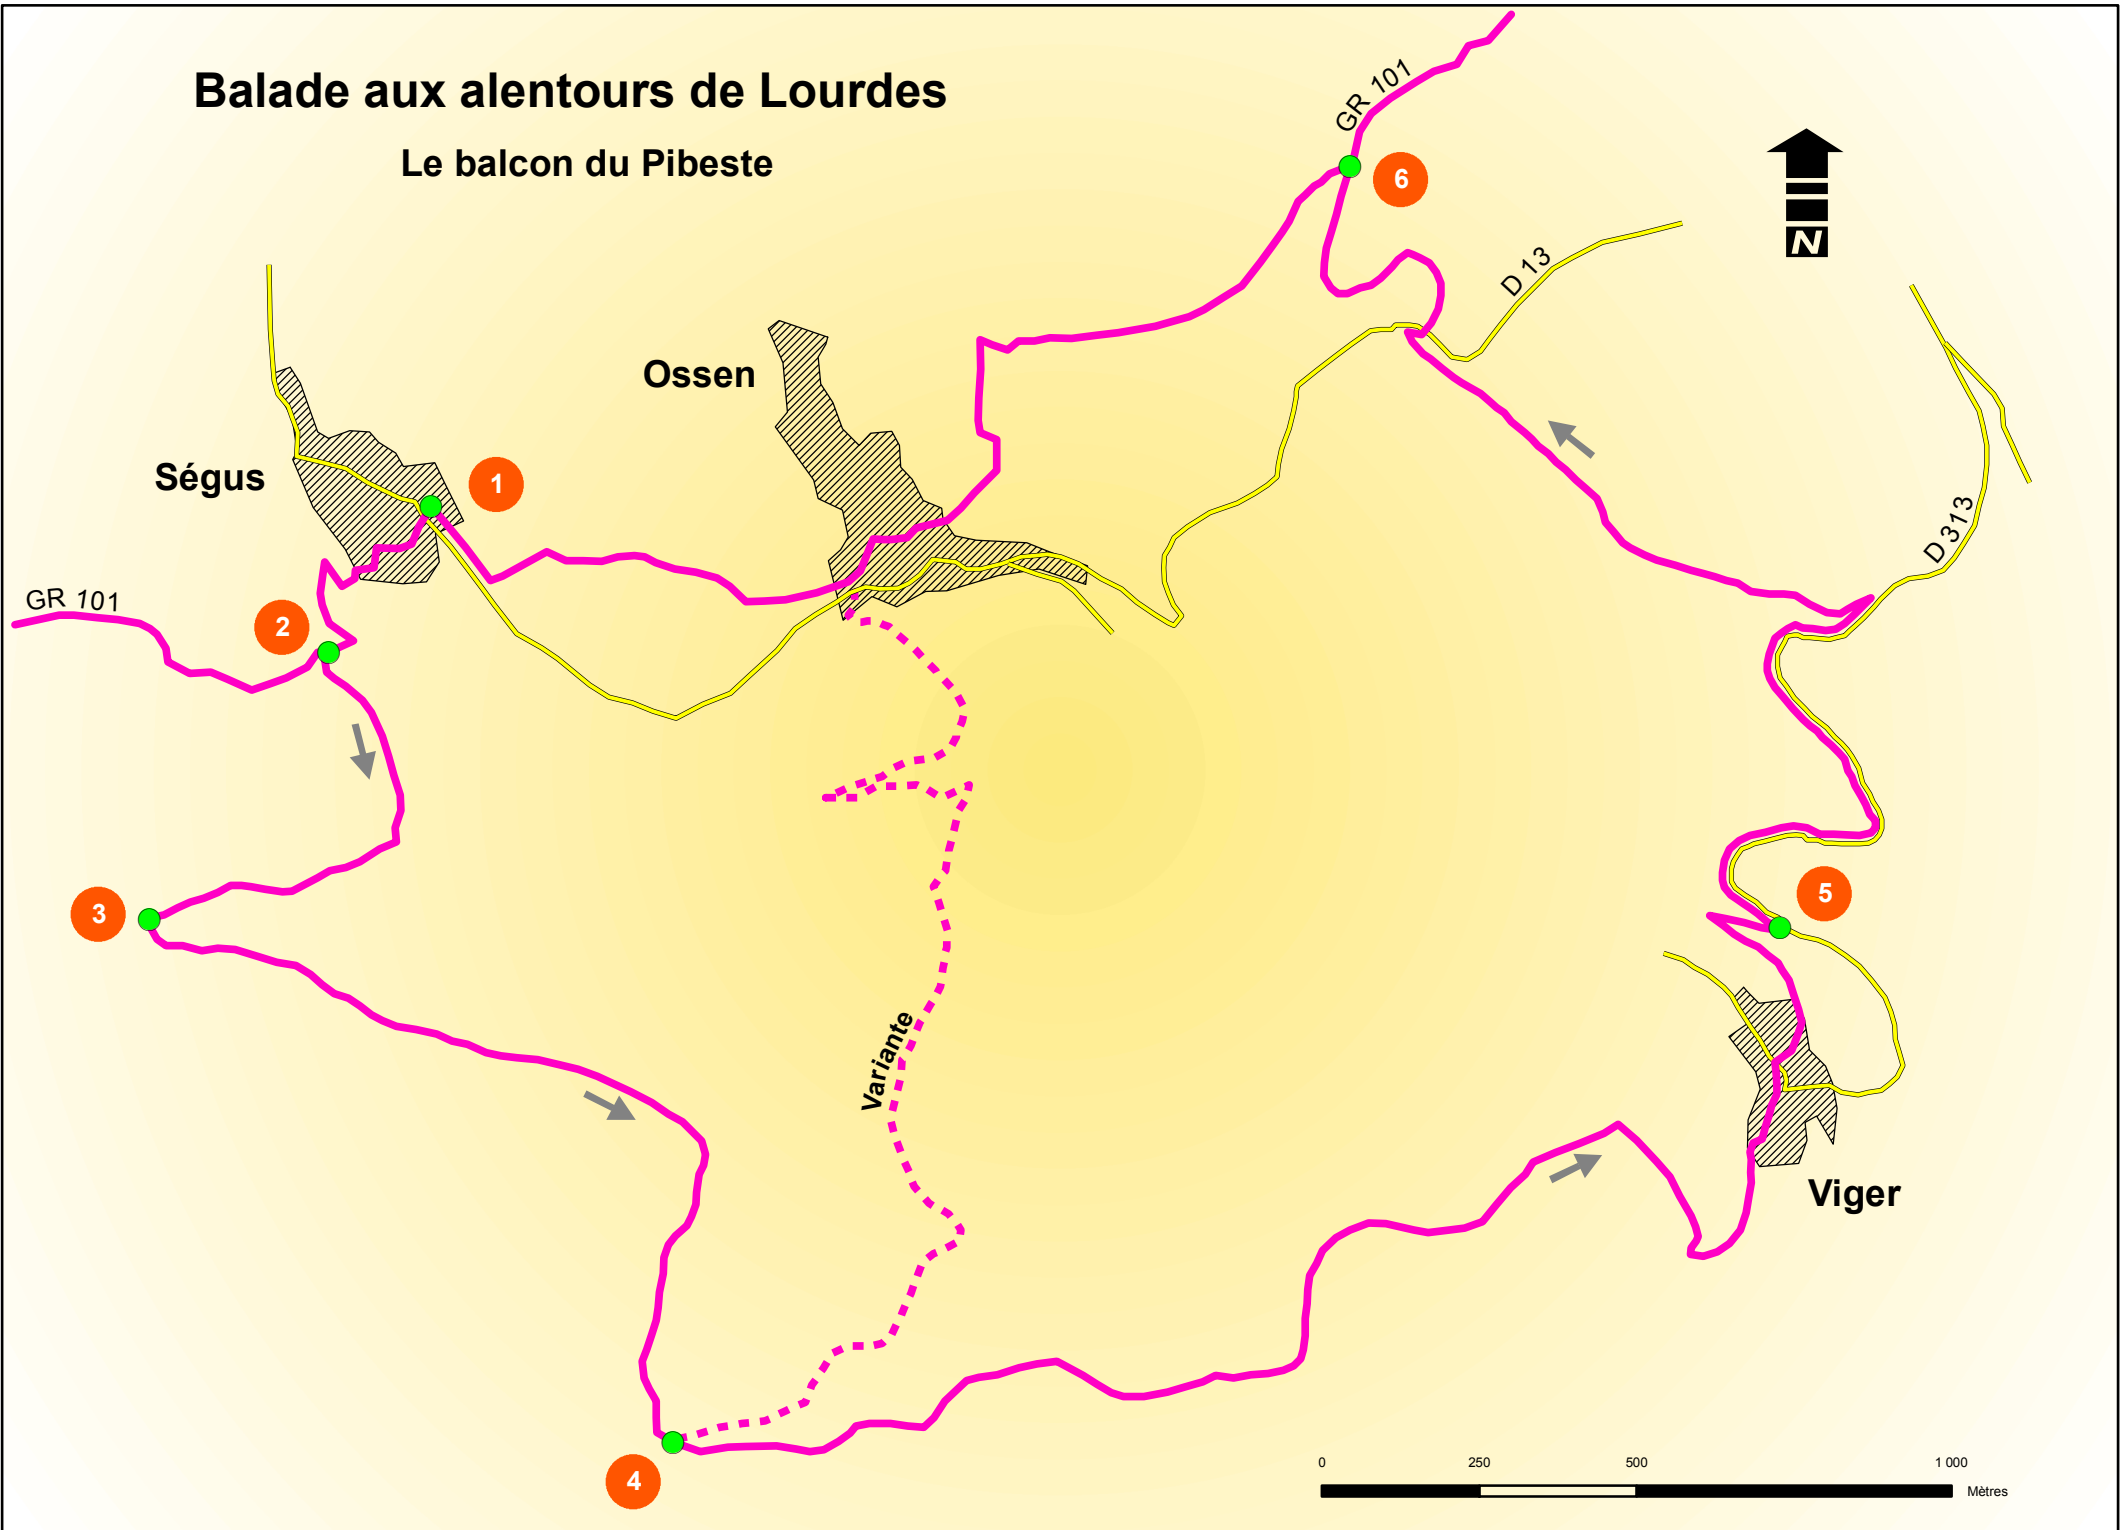 Balade aux alentours de Lourdes
Le balcon du Pibeste
GR 101
6
N
D 13
Ossen
Ségus
1
D 313
GR 101
2
3
5
Variante
Viger
4
0 250 500 1 000
Mètres